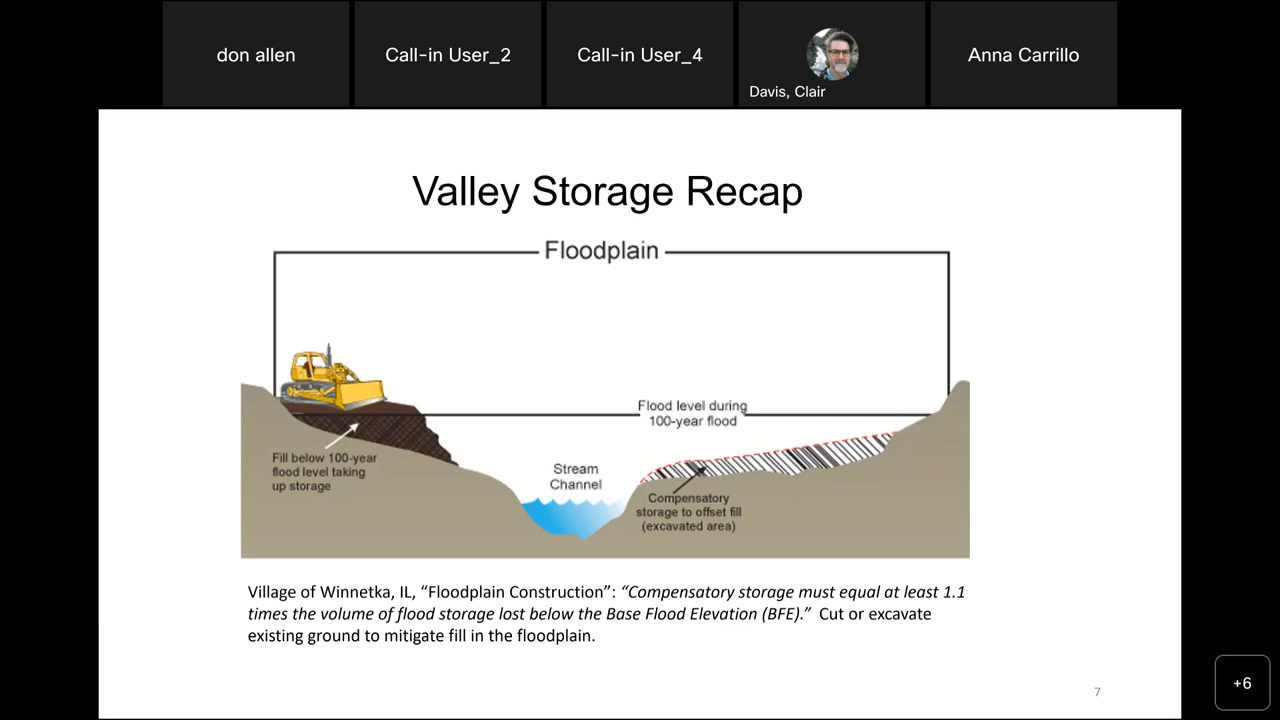 don allen
Call-in User_2
Call-in User_4
Davis, Clair
Anna Carrillo
Valley Storage Recap
Floodplain
Flood level during
100-year flood
Fill below 100-year
flood level taking
up storage
Stream
Channel
Compensatory
storage to offset fill
(excavated area)
Village of Winnetka, IL, “Floodplain Construction”: “Compensatory storage must equal at least 1.1
times the volume of flood storage lost below the Base Flood Elevation (BFE).” Cut or excavate
existing ground to mitigate fill in the floodplain.
7
+6